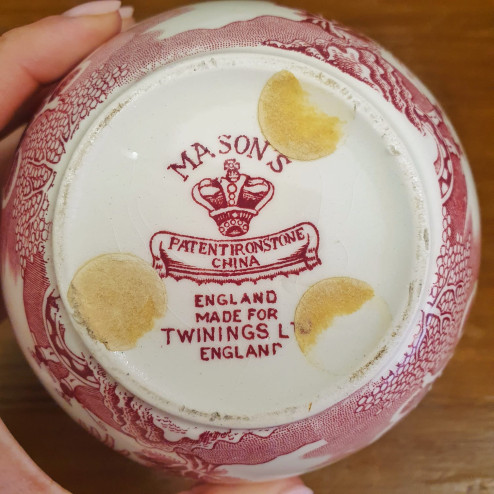 MASON'S
PATENT IRONSTONE
CHINA
ENGLAND
MADE FOR
TWININGS
ENGLAND